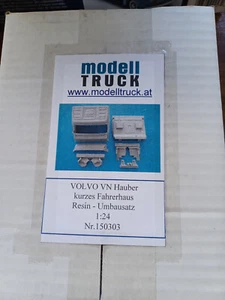 modell
TRUCK
www.modelltruck.at
VOLVO VN Hauber
kurzes Fahrerhaus
Resin - Umbausatz
1:24
Nr.150303